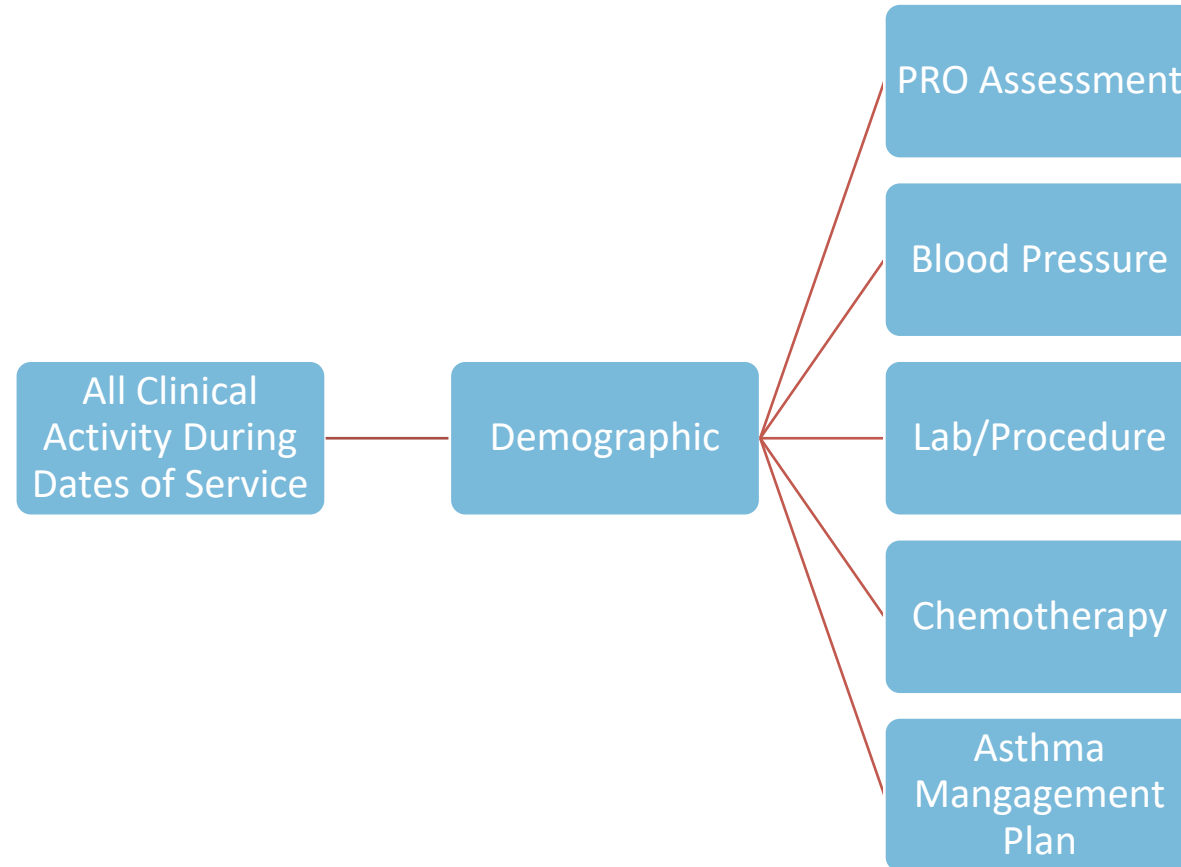 All Clinical
Activity During
Dates of Service
Demographic
PRO Assessment
Blood Pressure
Lab/Procedure
Chemotherapy
Asthma
Mangagement
Plan